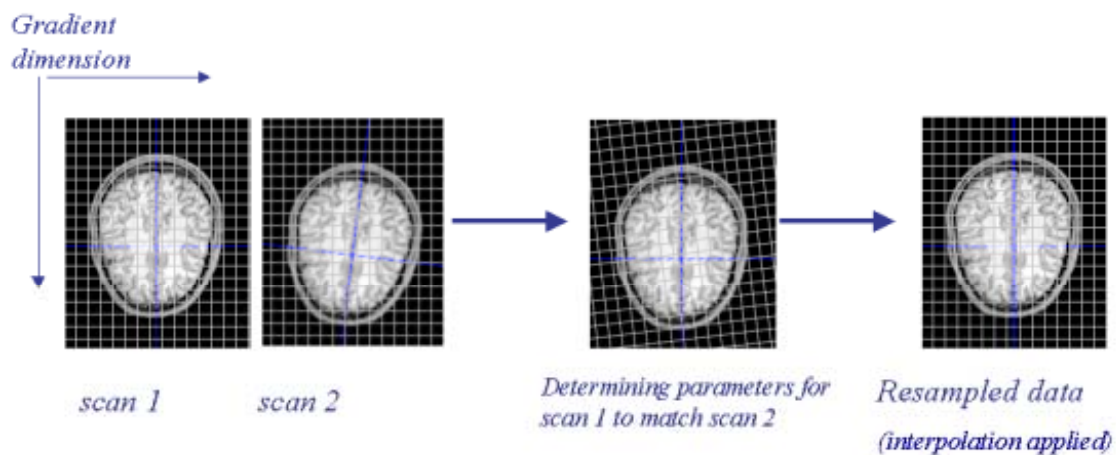 Gradient
dimension
scan 1
scan 2
Determining parameters for
scan 1 to match scan 2
Resampled data
(interpolation applied)